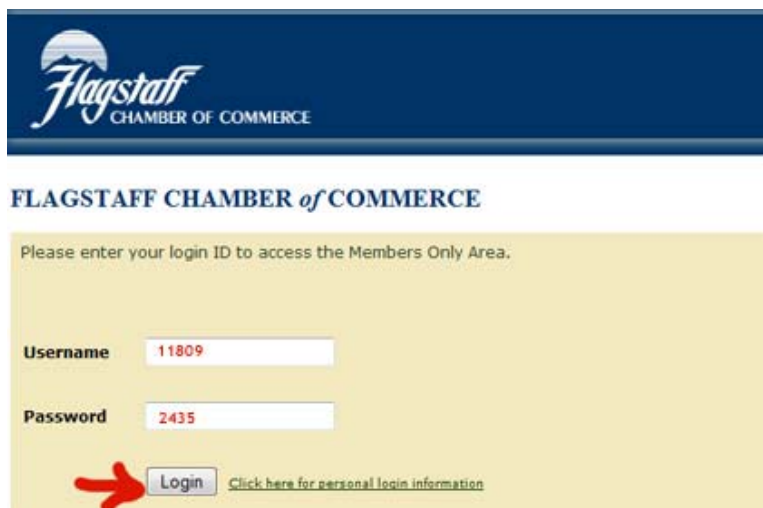 Flagstaff
CHAMBER OF COMMERCE
FLAGSTAFF CHAMBER of COMMERCE
Please enter your login ID to access the Members Only Area.
Username 11809
Password 2435
Login Click here for personal login information